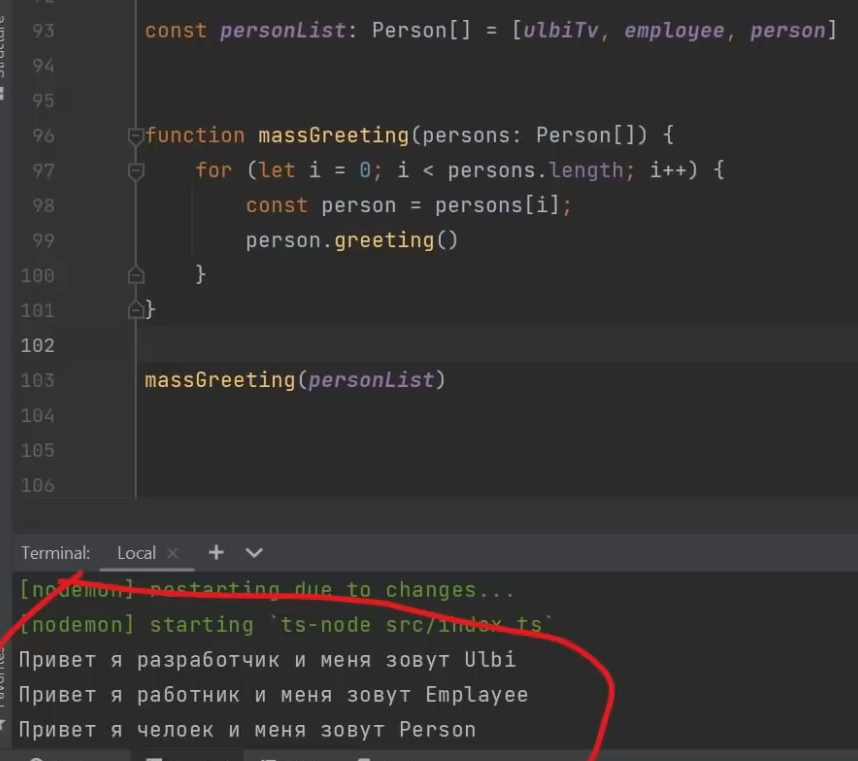 93 const personList: Person[] = [ulbiTv, employee, person]
94
95
96 function massGreeting(persons: Person[]) {
97 for (let i = 0; i < persons.length; i++) {
98 const person = persons[i];
99 person.greeting()
100 }
101 }
102
103 massGreeting(personList)
104
105
106
Terminal: Local × +
[nodemon] restarting due to changes...
[nodemon] starting `ts-node src/index.ts`
Привет я разработчик и меня зовут Ulbi
Привет я работник и меня зовут Emplayee
Привет я челоек и меня зовут Person